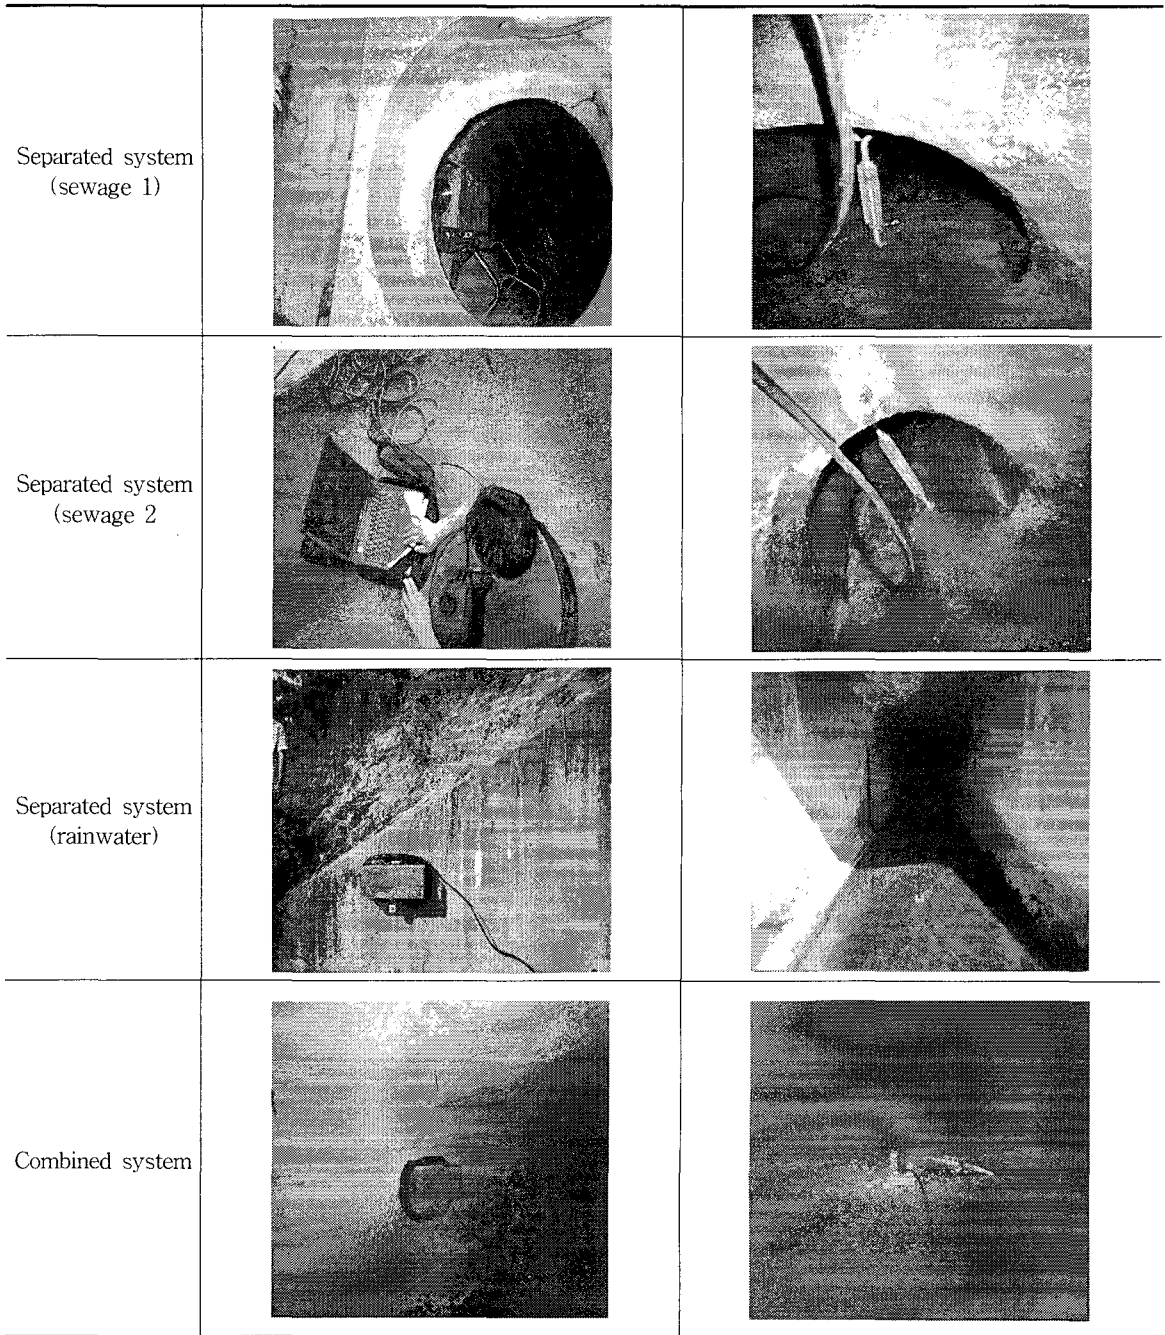 Separated system
(sewage 1)
Separated system
(sewage 2
Separated system
(rainwater)
Combined system